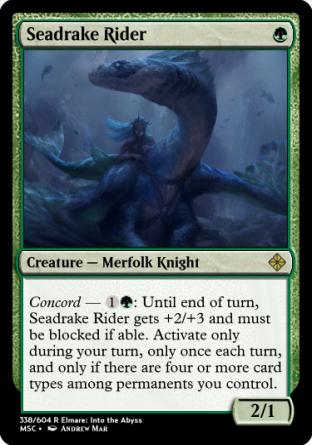 Seadrake Rider
Creature — Merfolk Knight
Concord — 1 : Until end of turn,
Seadrake Rider gets +2/+3 and must
be blocked if able. Activate only
during your turn, only once each turn,
and only if there are four or more card
types among permanents you control.
2/1
338/604 R Elmare: Into the Abyss
MSC • Andrew Mar